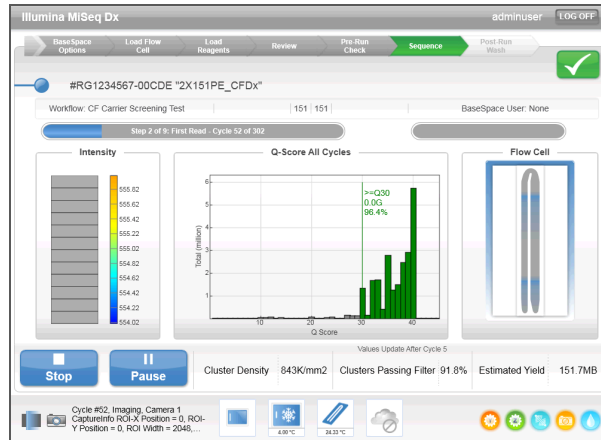 Illumina MiSeq Dx
adminuser LOG OFF
BaseSpace Options
Load Flow Cell
Load Reagents
Review
Pre-Run Check
Sequence
Post-Run Wash
#RG1234567-00CDE "2X151PE_CFDx"
Workflow: CF Carrier Screening Test
151 151
BaseSpace User: None
Step 2 of 9: First Read - Cycle 52 of 302
Intensity
555.82
555.62
555.42
555.22
555.02
554.82
554.62
554.42
554.22
554.02
Q-Score All Cycles
Total (million)
6
5
4
3
2
1
>=Q30
0.0G
96.4%
10 20 30 40
Q Score
Flow Cell
Values Update After Cycle 5
Stop
Pause
Cluster Density 843K/mm2
Clusters Passing Filter 91.8%
Estimated Yield 151.7MB
Cycle #52, Imaging, Camera 1
CaptureInfo ROI-X Position = 0, ROI-
Y Position = 0, ROI Width = 2048,...
4.00 °C
24.33 °C